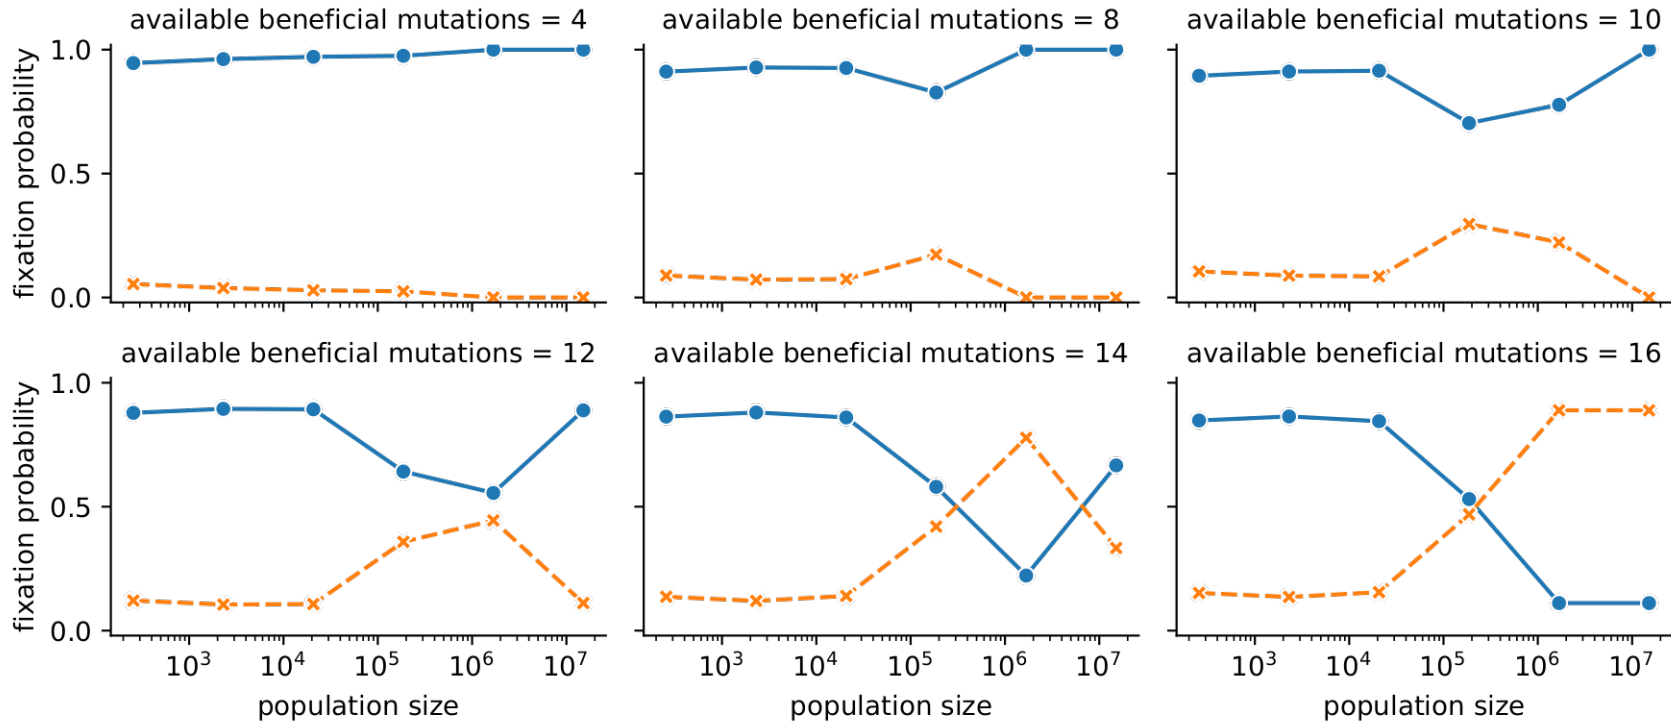 available beneficial mutations = 4
available beneficial mutations = 8
available beneficial mutations = 10
fixation probability
1.0
0.5
0.0
available beneficial mutations = 12
available beneficial mutations = 14
available beneficial mutations = 16
fixation probability
1.0
0.5
0.0
10³ 10⁴ 10⁵ 10⁶ 10⁷
10³ 10⁴ 10⁵ 10⁶ 10⁷
10³ 10⁴ 10⁵ 10⁶ 10⁷
population size
population size
population size